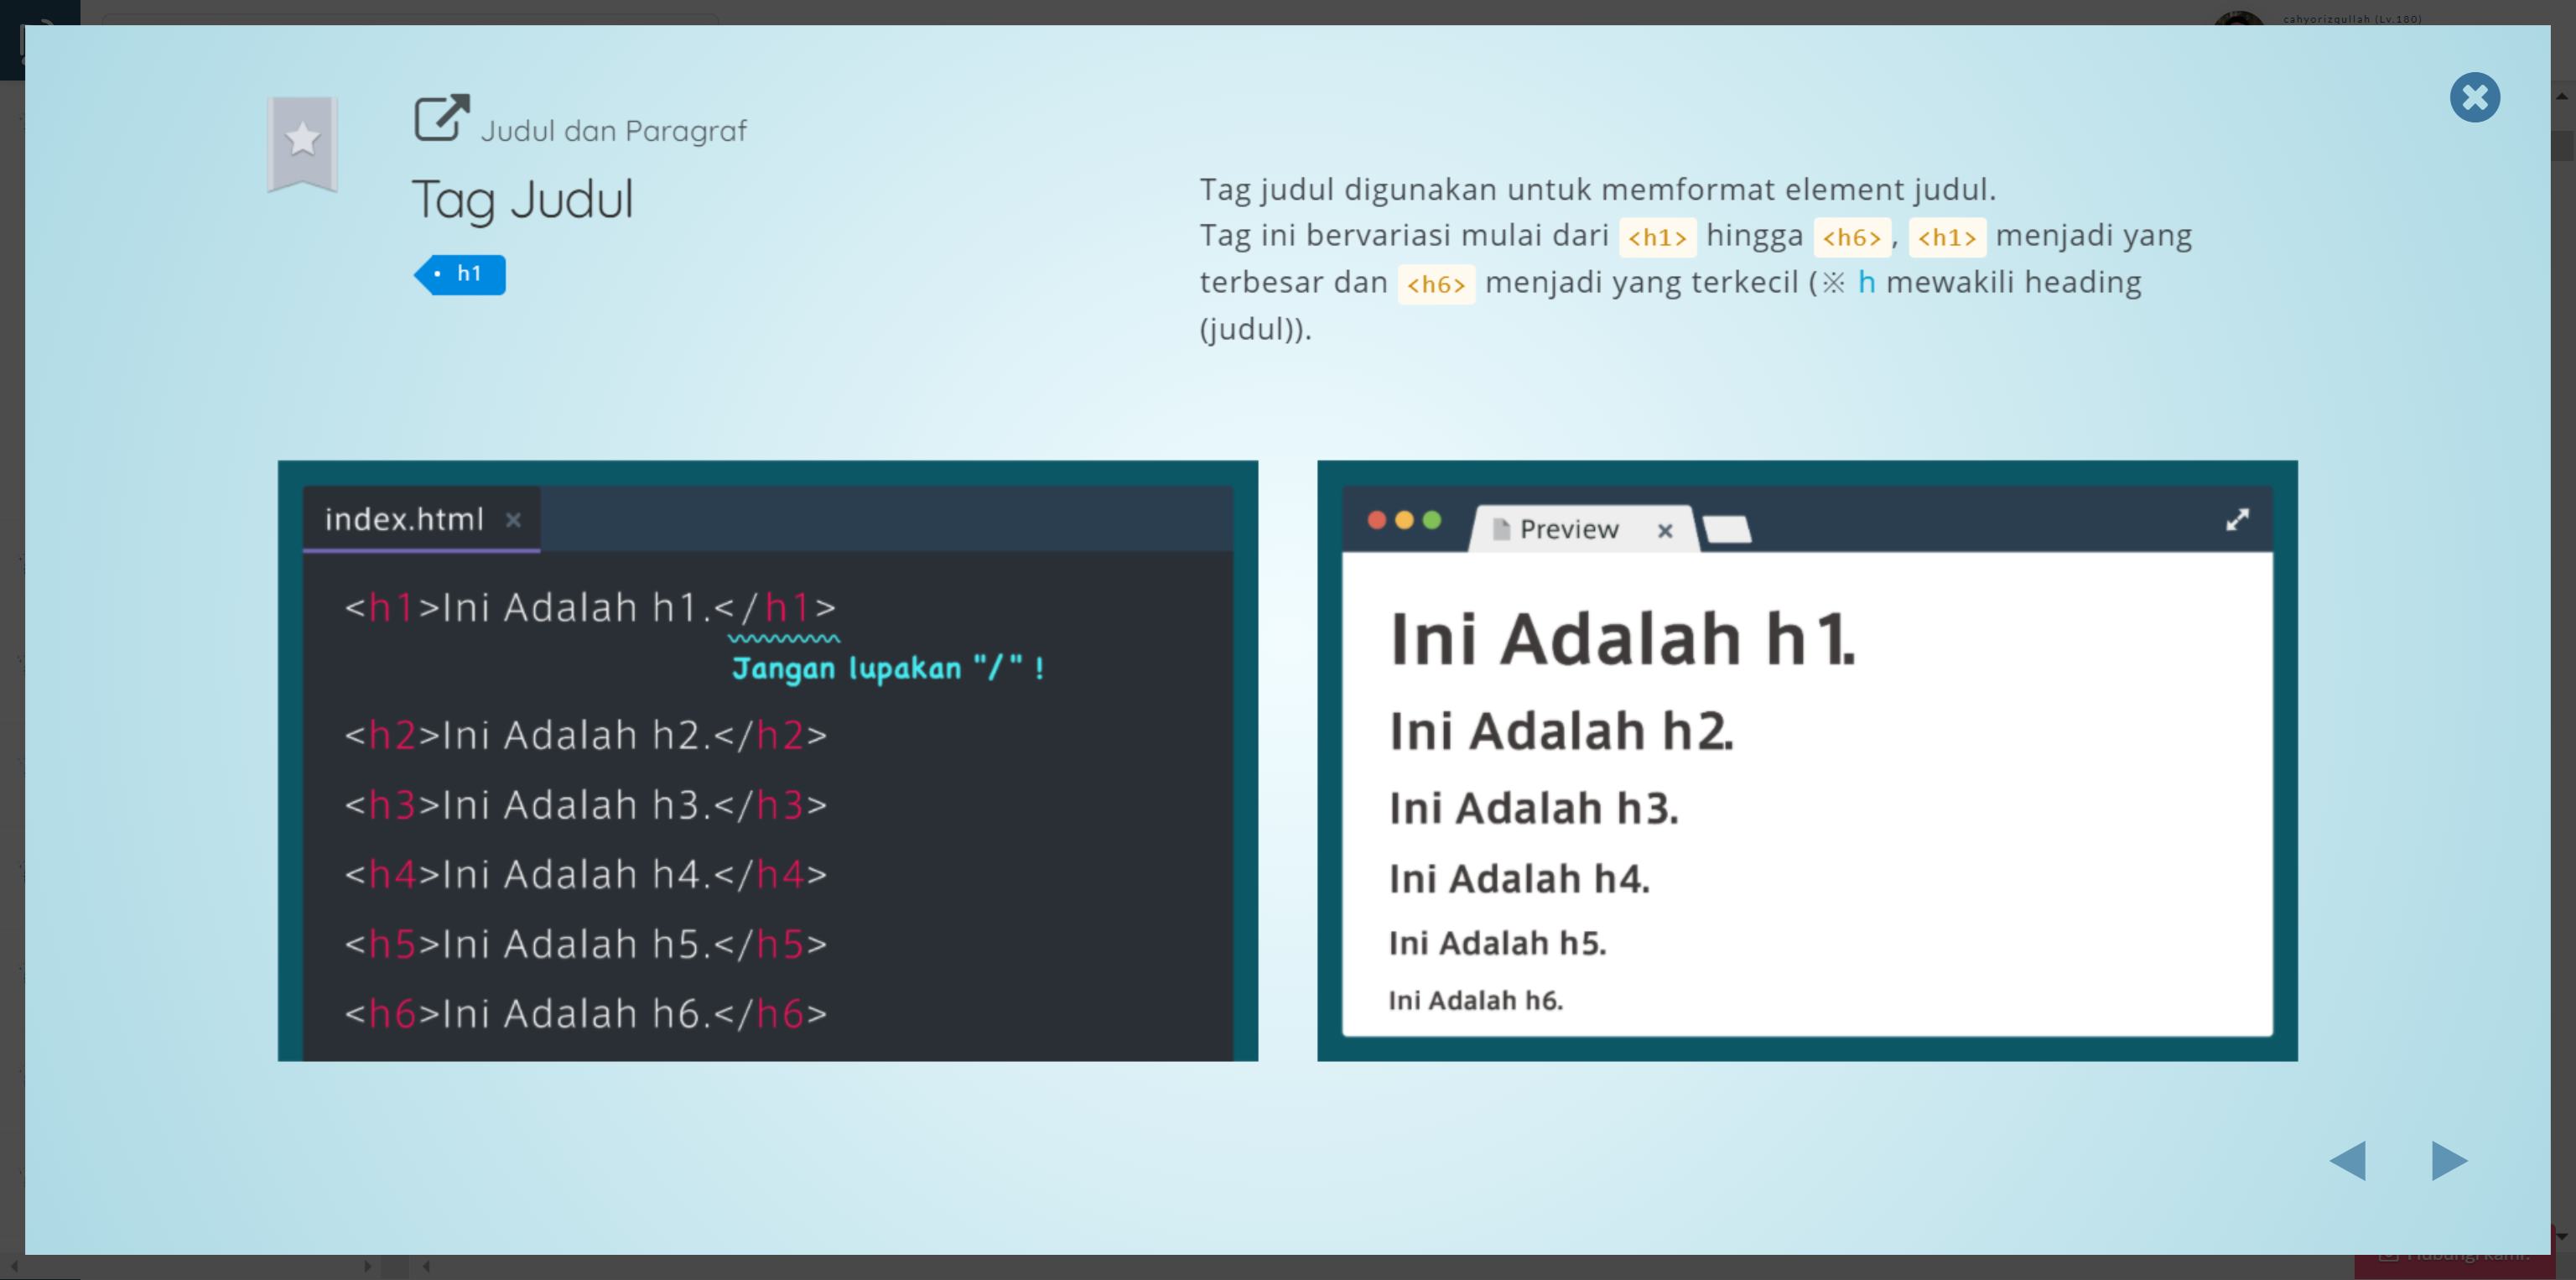 cahyorizqullah (Lv.180)
Judul dan Paragraf
Tag Judul
h1
Tag judul digunakan untuk memformat element judul.
Tag ini bervariasi mulai dari <h1> hingga <h6>, <h1> menjadi yang
terbesar dan <h6> menjadi yang terkecil (※ h mewakili heading
(judul)).
index.html
<h1>Ini Adalah h1.</h1>
Jangan lupakan "/" !
<h2>Ini Adalah h2.</h2>
<h3>Ini Adalah h3.</h3>
<h4>Ini Adalah h4.</h4>
<h5>Ini Adalah h5.</h5>
<h6>Ini Adalah h6.</h6>
Preview
Ini Adalah h1.
Ini Adalah h2.
Ini Adalah h3.
Ini Adalah h4.
Ini Adalah h5.
Ini Adalah h6.
Hubungi kami.